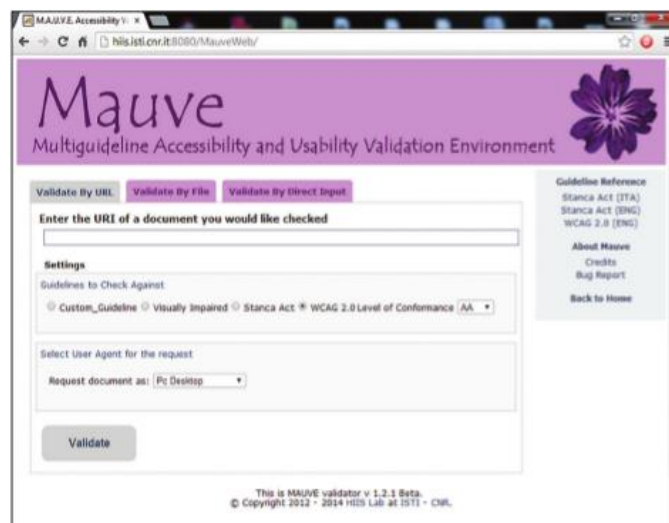 M.A.U.V.E. Accessibility V
hiis.isti.cnr.it:8080/MauveWeb/
Mauve
Multiguideline Accessibility and Usability Validation Environment
Validate By URL Validate By File Validate By Direct Input
Enter the URI of a document you would like checked
Settings
Guidelines to Check Against
Custom_Guideline Visually Impaired Stanca Act WCAG 2.0 Level of Conformance AA
Select User Agent for the request
Request document as: Pc Desktop
Validate
Guideline Reference
Stanca Act (ITA)
Stanca Act (ENG)
WCAG 2.0 (ENG)
About Mauve
Credits
Bug Report
Back to Home
This is MAUVE validator v 1.2.1 Beta.
© Copyright 2012 - 2014 HIIS Lab at ISTI - CNR.